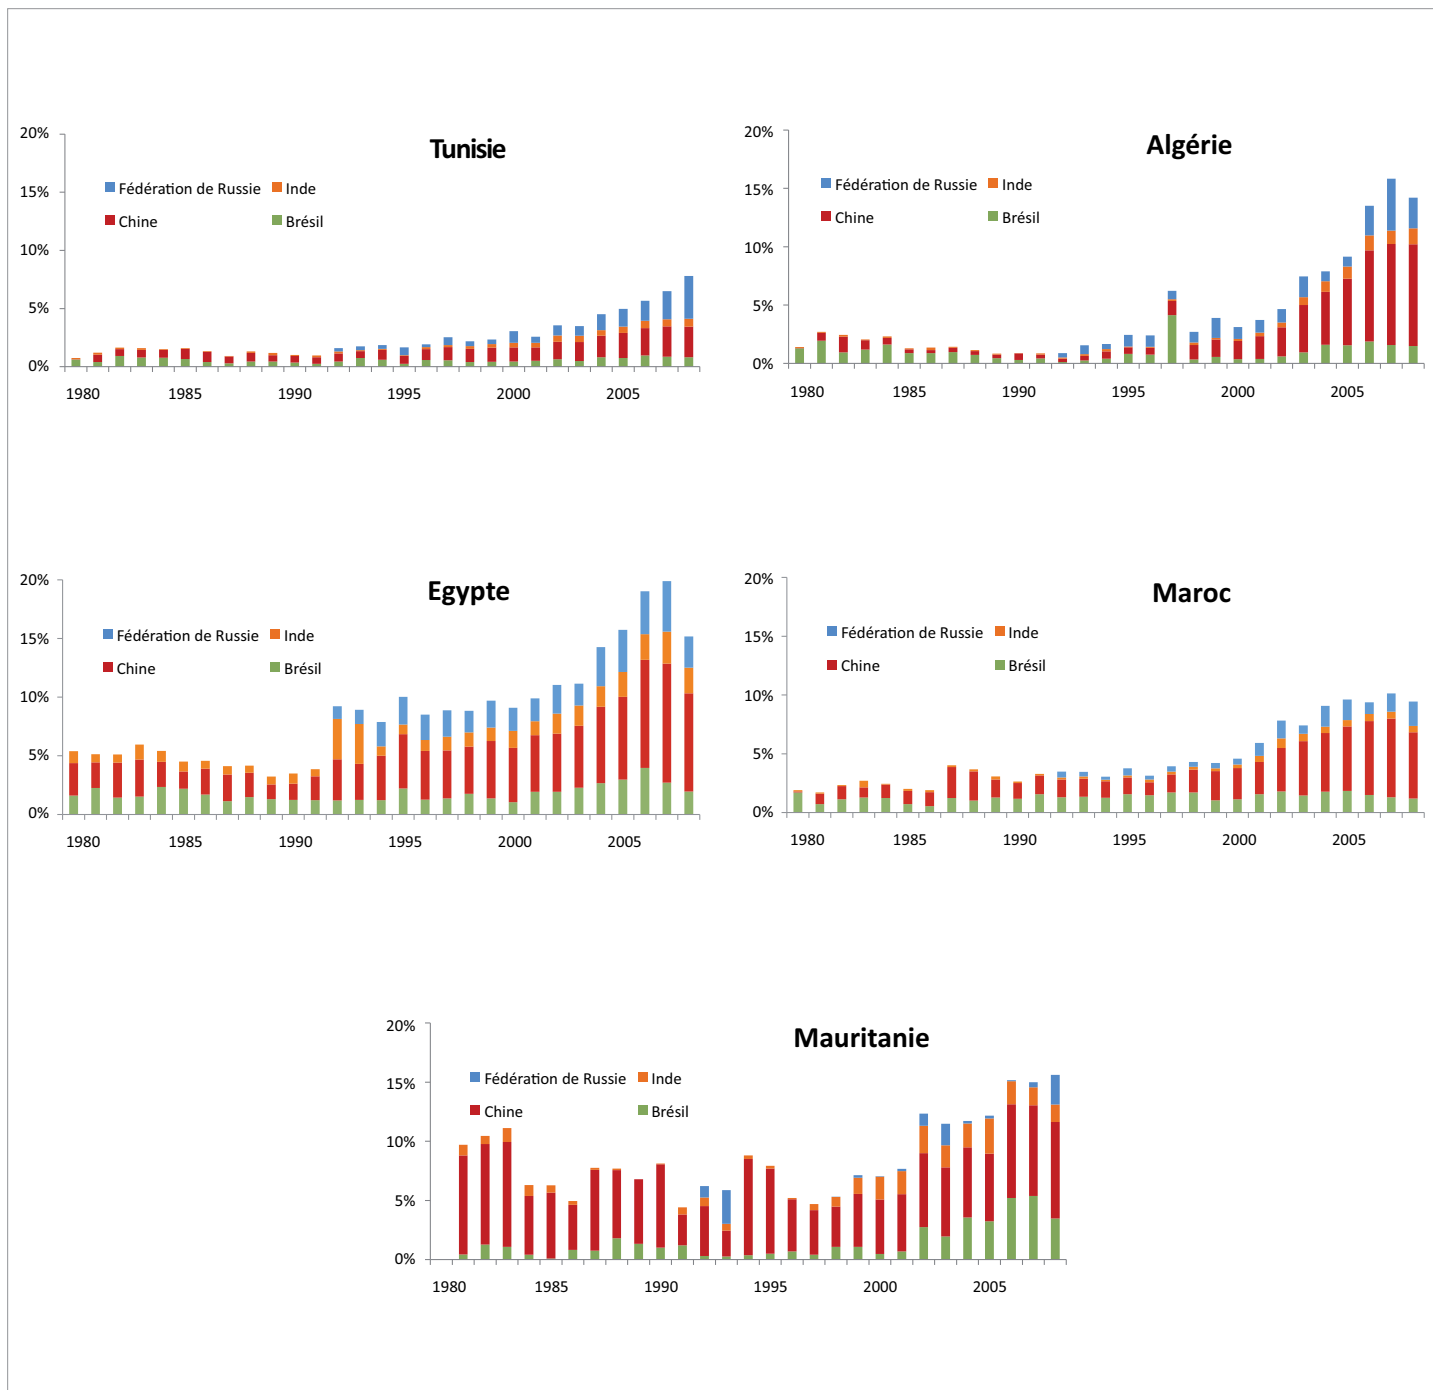 Tunisie
20%
15%
10%
5%
0%
Fédération de Russie Inde
Chine Brésil
1980 1985 1990 1995 2000 2005
Algérie
20%
15%
10%
5%
0%
Fédération de Russie Inde
Chine Brésil
1980 1985 1990 1995 2000 2005
Egypte
20%
15%
10%
5%
0%
Fédération de Russie Inde
Chine Brésil
1980 1985 1990 1995 2000 2005
Maroc
20%
15%
10%
5%
0%
Fédération de Russie Inde
Chine Brésil
1980 1985 1990 1995 2000 2005
Mauritanie
20%
15%
10%
5%
0%
Fédération de Russie Inde
Chine Brésil
1980 1985 1990 1995 2000 2005